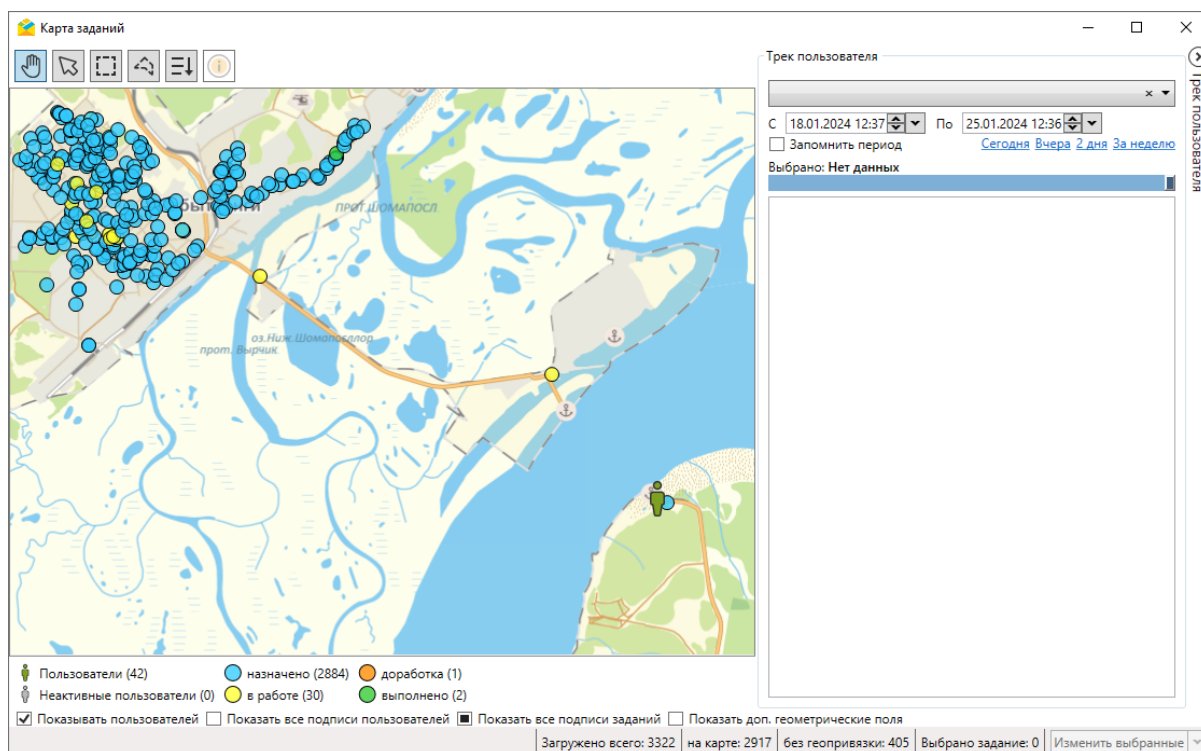 Карта заданий
Трек пользователя
С 18.01.2024 12:37 По 25.01.2024 12:36
Запомнить период Сегодня Вчера 2 дня За неделю
Выбрано: Нет данных
Трек пользователя
ПРОТ.ШОМАПОСЛ.
оз.Ниж.Шомапосллор
прот. Вырчик
Пользователи (42) назначено (2884) доработка (1)
Неактивные пользователи (0) в работе (30) выполнено (2)
Показывать пользователей Показать все подписи пользователей Показать все подписи заданий Показать доп. геометрические поля
Загружено всего: 3322 на карте: 2917 без геопривязки: 405 Выбрано задание: 0 Изменить выбранные